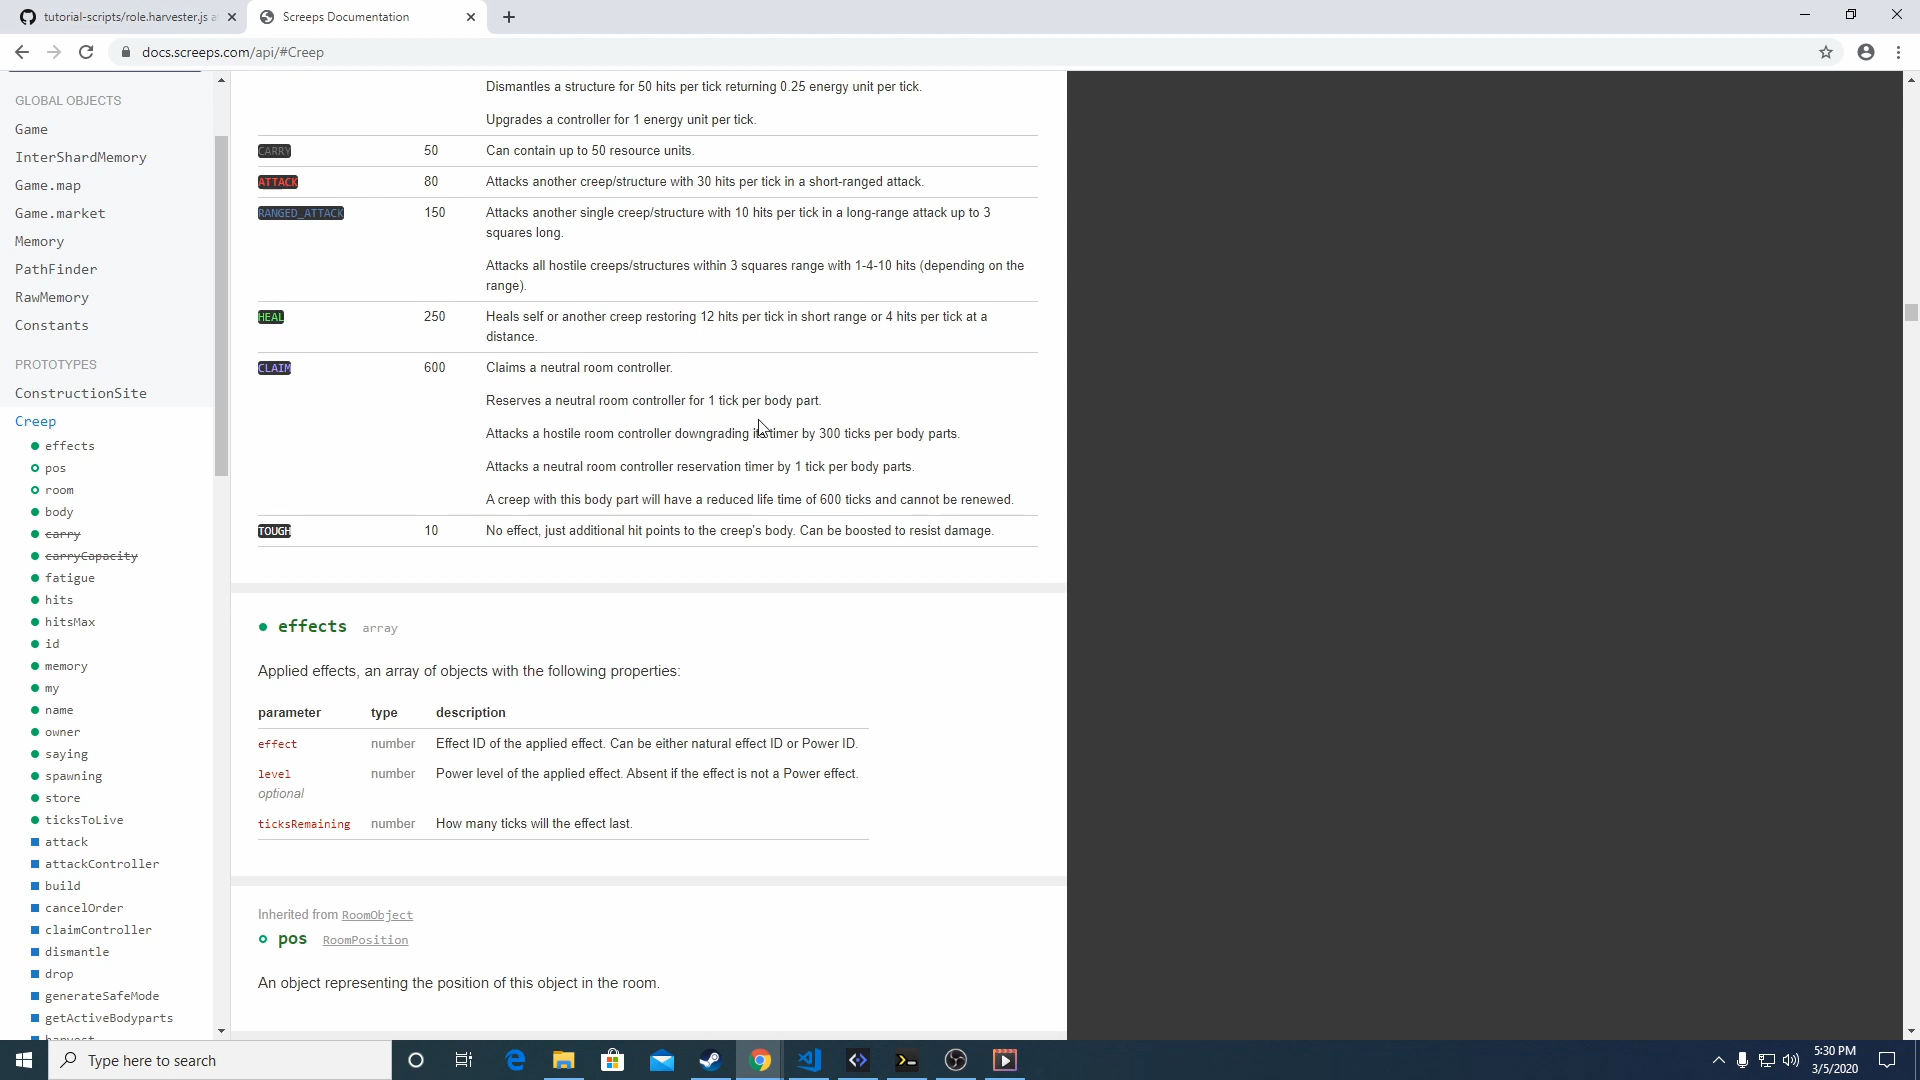 tutorial-scripts/role.harvester.js a
Screeps Documentation
docs.screeps.com/api/#Creep
GLOBAL OBJECTS
Game
InterShardMemory
Game.map
Game.market
Memory
PathFinder
RawMemory
Constants
PROTOTYPES
ConstructionSite
Creep
effects
pos
room
body
carry
carryCapacity
fatigue
hits
hitsMax
id
memory
my
name
owner
saying
spawning
store
ticksToLive
attack
attackController
build
cancelOrder
claimController
dismantle
drop
generateSafeMode
getActiveBodyparts
harvest
Dismantles a structure for 50 hits per tick returning 0.25 energy unit per tick.
Upgrades a controller for 1 energy unit per tick.
CARRY 50 Can contain up to 50 resource units.
ATTACK 80 Attacks another creep/structure with 30 hits per tick in a short-ranged attack.
RANGED_ATTACK 150 Attacks another single creep/structure with 10 hits per tick in a long-range attack up to 3
squares long.
Attacks all hostile creeps/structures within 3 squares range with 1-4-10 hits (depending on the
range).
HEAL 250 Heals self or another creep restoring 12 hits per tick in short range or 4 hits per tick at a
distance.
CLAIM 600 Claims a neutral room controller.
Reserves a neutral room controller for 1 tick per body part.
Attacks a hostile room controller downgrading its timer by 300 ticks per body parts.
Attacks a neutral room controller reservation timer by 1 tick per body parts.
A creep with this body part will have a reduced life time of 600 ticks and cannot be renewed.
TOUGH 10 No effect, just additional hit points to the creep's body. Can be boosted to resist damage.
effects array
Applied effects, an array of objects with the following properties:
parameter type description
effect number Effect ID of the applied effect. Can be either natural effect ID or Power ID.
level number Power level of the applied effect. Absent if the effect is not a Power effect.
optional
ticksRemaining number How many ticks will the effect last.
Inherited from RoomObject
pos RoomPosition
An object representing the position of this object in the room.
Type here to search
5:30 PM
3/5/2020